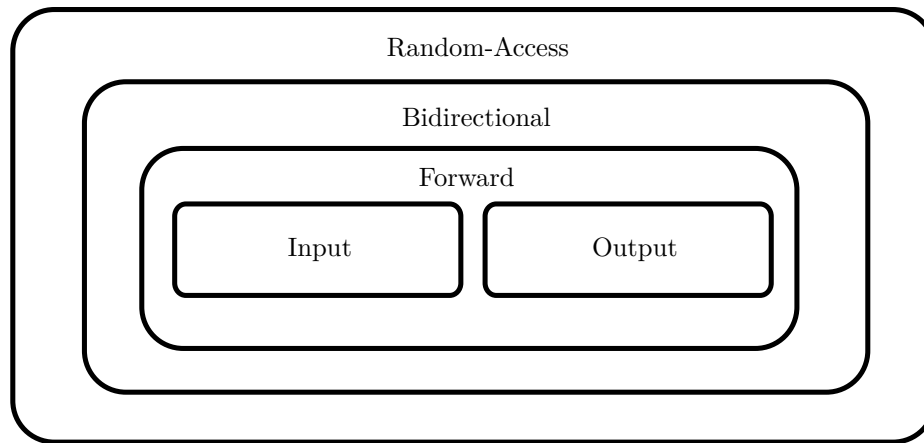 Random-Access
Bidirectional
Forward
Input
Output